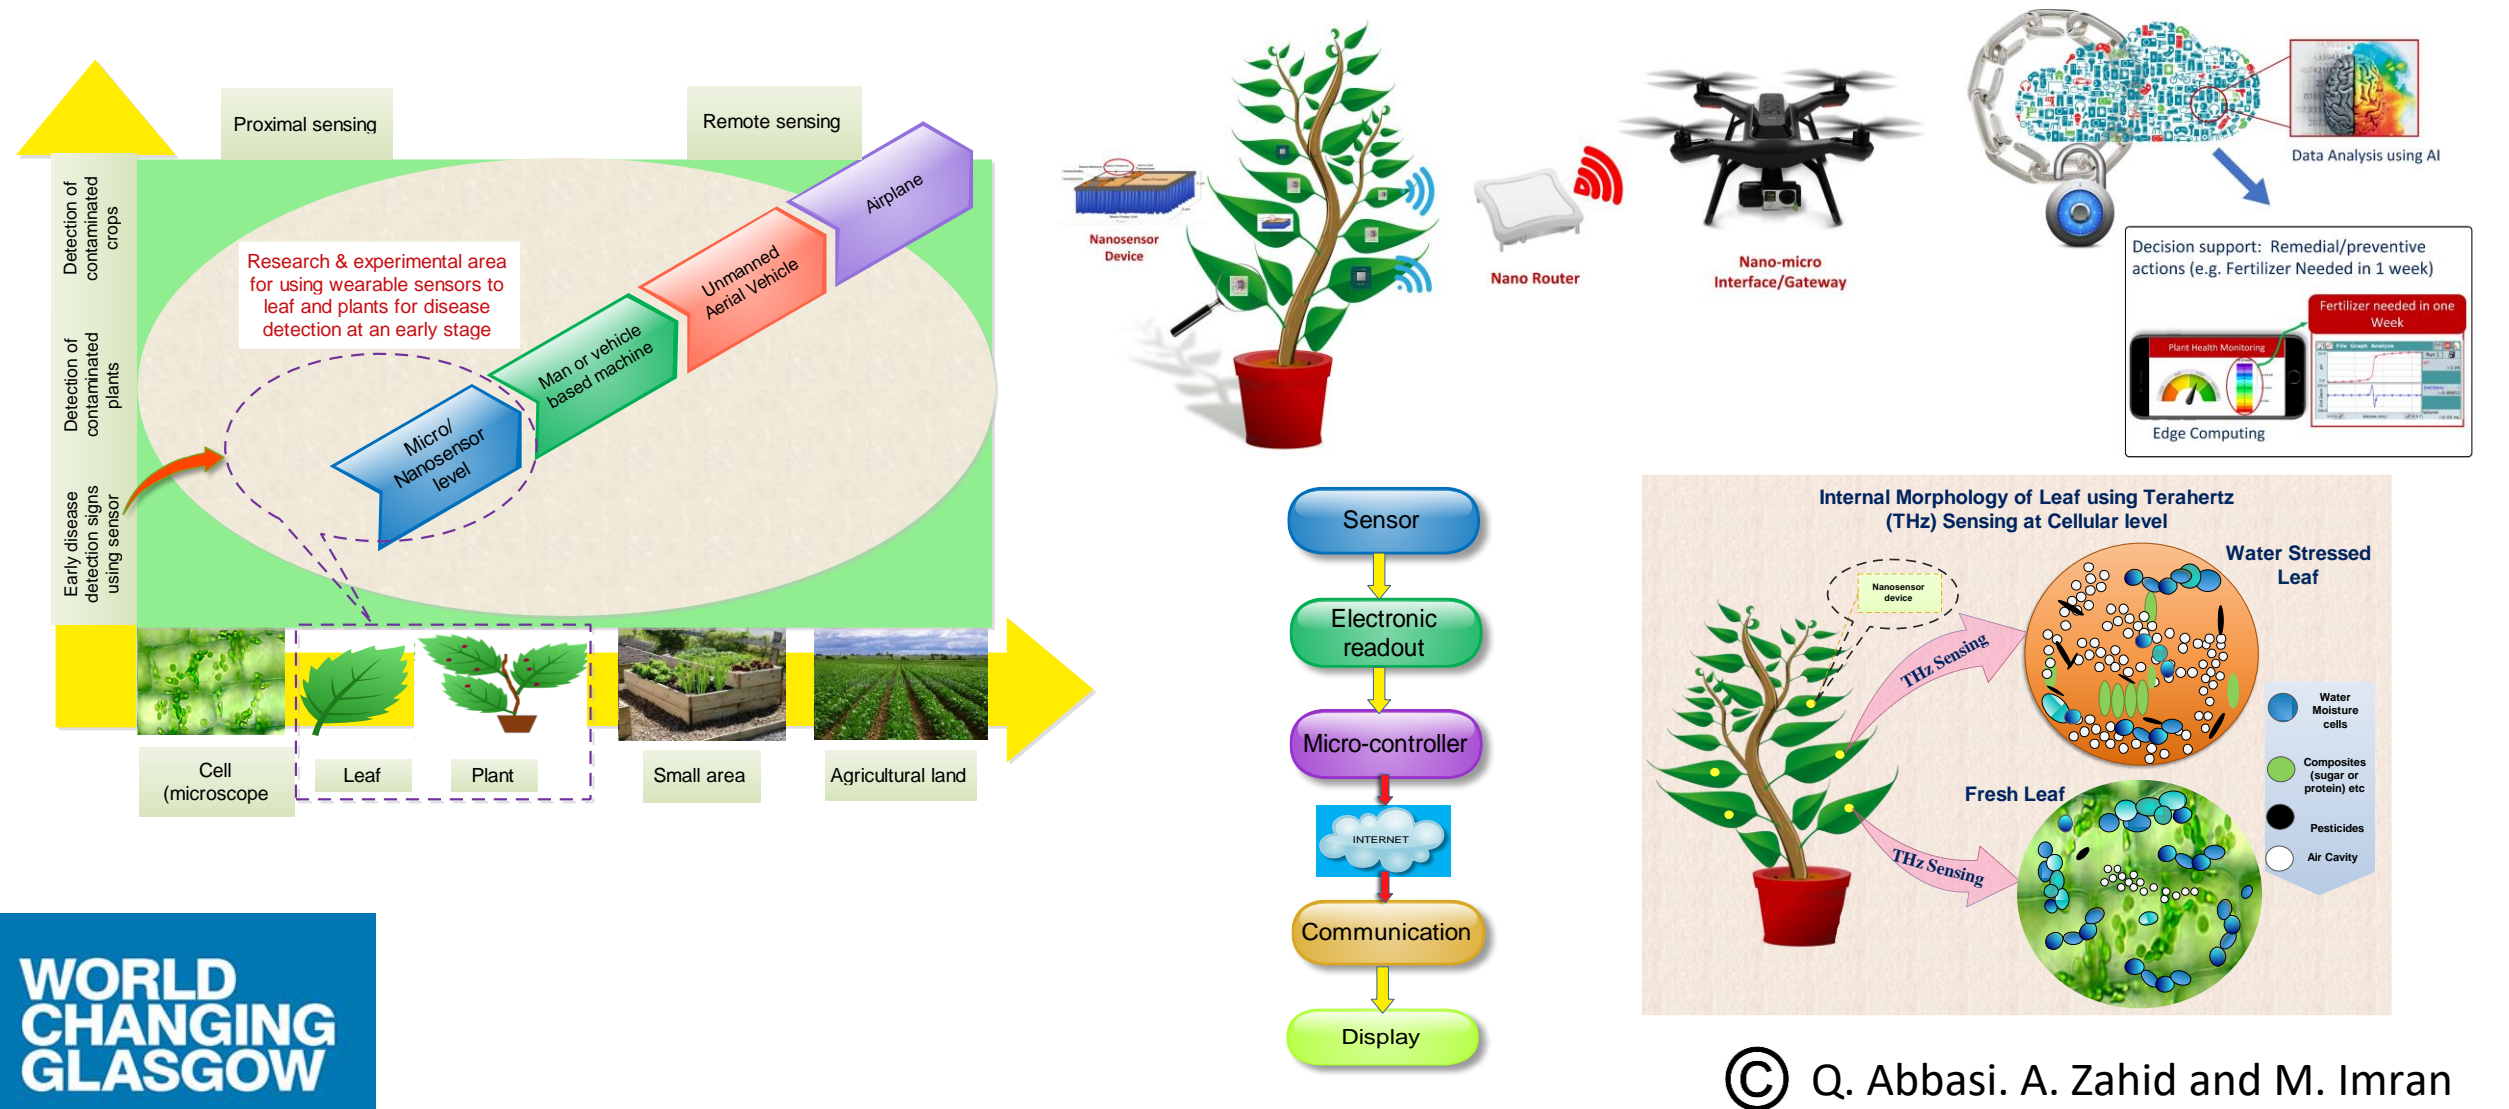 Proximal sensing
Remote sensing
Detection of
contaminated
crops
Detection of
contaminated
plants
Early disease
detection signs
using sensor
Research & experimental area
for using wearable sensors to
leaf and plants for disease
detection at an early stage
Micro/
Nanosensor
level
Man or vehicle
based machine
Unmanned
Aerial Vehicle
Airplane
Cell
(microscope
Leaf
Plant
Small area
Agricultural land
Nanosensor
Device
Nano Router
Nano-micro
Interface/Gateway
Data Analysis using AI
Decision support: Remedial/preventive
actions (e.g. Fertilizer Needed in 1 week)
Fertilizer needed in one
Week
Plant Health Monitoring
File Graph Analyze
Edge Computing
Sensor
Electronic
readout
Micro-controller
INTERNET
Communication
Display
Internal Morphology of Leaf using Terahertz
(THz) Sensing at Cellular level
Water Stressed
Leaf
Nanosensor
device
THz Sensing
Fresh Leaf
THz Sensing
Water
Moisture
cells
Composites
(sugar or
protein) etc
Pesticides
Air Cavity
WORLD
CHANGING
GLASGOW
© Q. Abbasi. A. Zahid and M. Imran